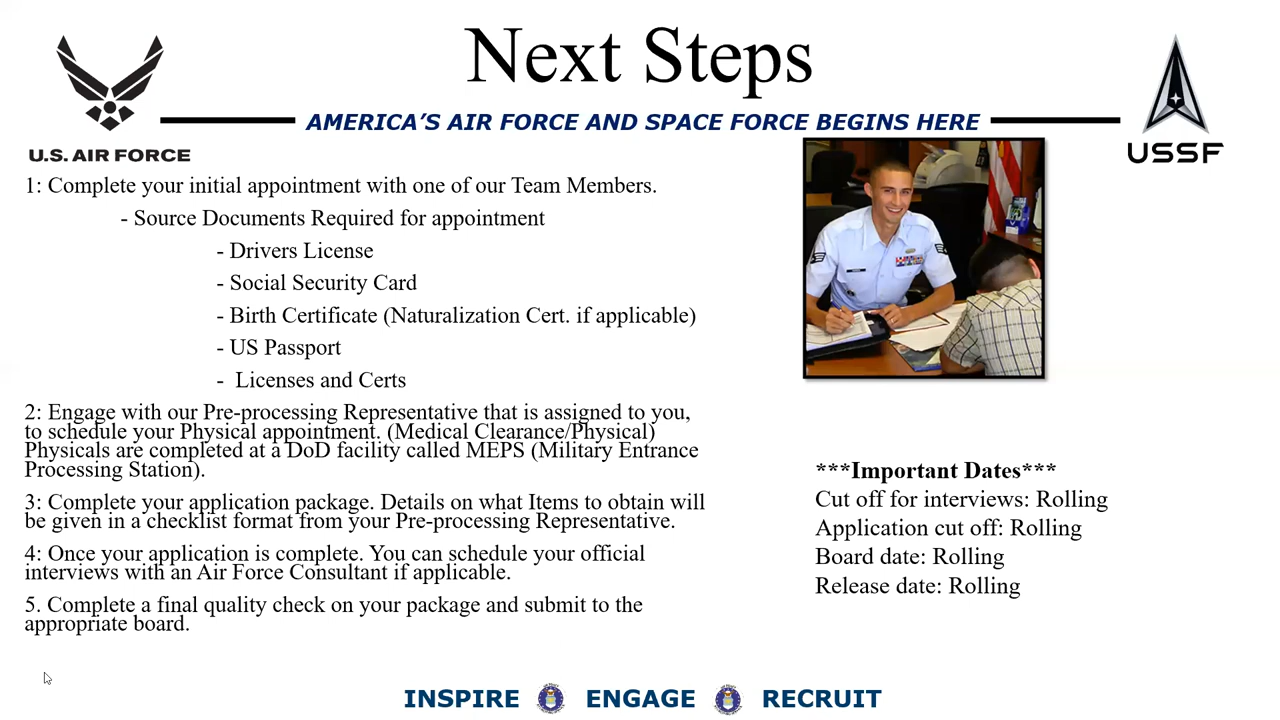 Next Steps
AMERICA'S AIR FORCE AND SPACE FORCE BEGINS HERE
U.S. AIR FORCE
USSF
1: Complete your initial appointment with one of our Team Members.
- Source Documents Required for appointment
- Drivers License
- Social Security Card
- Birth Certificate (Naturalization Cert. if applicable)
- US Passport
- Licenses and Certs
2: Engage with our Pre-processing Representative that is assigned to you,
to schedule your Physical appointment. (Medical Clearance/Physical)
Physicals are completed at a DoD facility called MEPS (Military Entrance
Processing Station).
3: Complete your application package. Details on what Items to obtain will
be given in a checklist format from your Pre-processing Representative.
4: Once your application is complete. You can schedule your official
interviews with an Air Force Consultant if applicable.
5. Complete a final quality check on your package and submit to the
appropriate board.
***Important Dates***
Cut off for interviews: Rolling
Application cut off: Rolling
Board date: Rolling
Release date: Rolling
INSPIRE ENGAGE RECRUIT